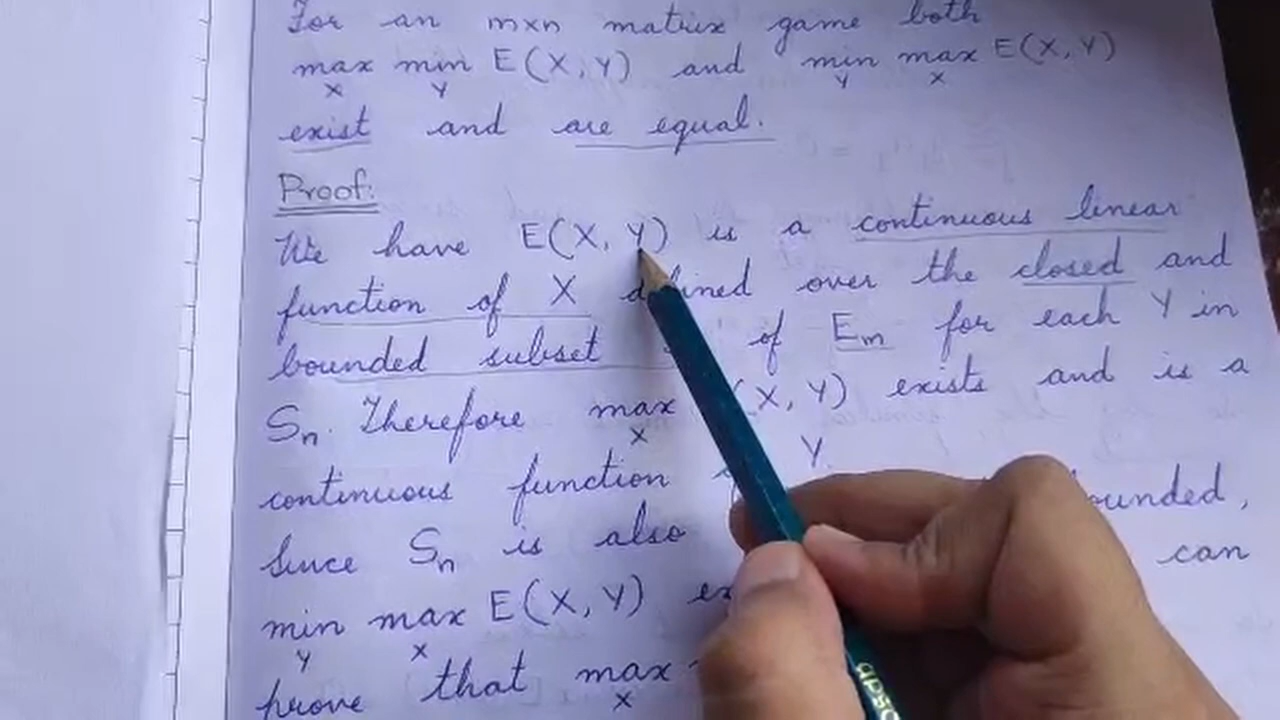 For an m×n matrix game both
max min E(X, Y) and min max E(X, Y)
X Y Y X
exist and are equal.
Proof:
We have E(X, Y) is a continuous linear
function of X defined over the closed and
bounded subset of Em for each Y in
Sn. Therefore max (X, Y) exists and is a
X
continuous function Y.
Since Sn is also bounded,
min max E(X, Y) can
Y X
prove that max
X